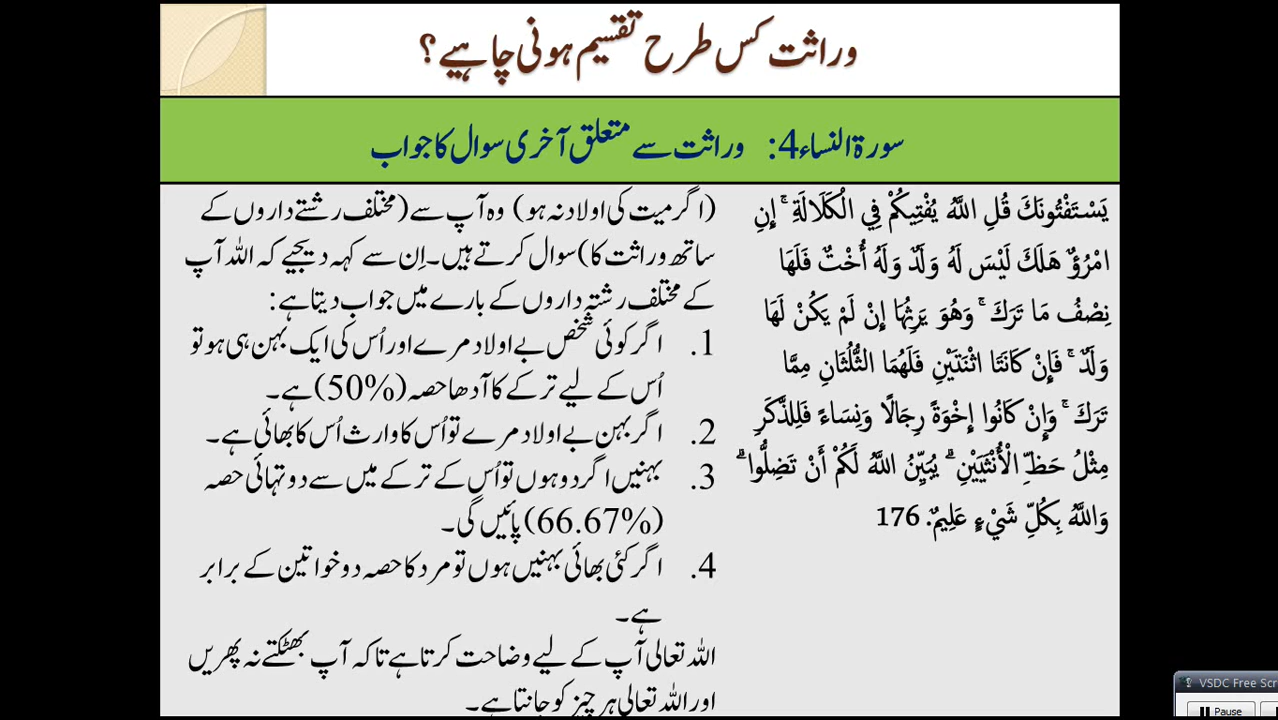 وراثت کس طرح تقسیم ہونی چاہیے؟
سورۃ النساء4: وراثت سے متعلق آخری سوال کا جواب
يَسْتَفْتُونَكَ قُلِ اللَّهُ يُفْتِيكُمْ فِي الْكَلَالَةِ ۚ إِنِ
امْرُؤٌ هَلَكَ لَيْسَ لَهُ وَلَدٌ وَلَهُ أُخْتٌ فَلَهَا
نِصْفُ مَا تَرَكَ ۚ وَهُوَ يَرِثُهَا إِنْ لَمْ يَكُنْ لَهَا
وَلَدٌ ۚ فَإِنْ كَانَتَا اثْنَتَيْنِ فَلَهُمَا الثُّلُثَانِ مِمَّا
تَرَكَ ۚ وَإِنْ كَانُوا إِخْوَةً رِجَالًا وَنِسَاءً فَلِلذَّكَرِ
مِثْلُ حَظِّ الْأُنْثَيَيْنِ ۗ يُبَيِّنُ اللَّهُ لَكُمْ أَنْ تَضِلُّوا ۗ
وَاللَّهُ بِكُلِّ شَيْءٍ عَلِيمٌ. 176
(اگر میت کی اولاد نہ ہو) وہ آپ سے (مختلف رشتے داروں کے
ساتھ وراثت کا) سوال کرتے ہیں۔ اِن سے کہہ دیجیے کہ اللہ آپ
کے مختلف رشتہ داروں کے بارے میں جواب دیتا ہے:
1. اگر کوئی شخص بے اولاد مرے اور اُس کی ایک بہن ہی ہو تو
اُس کے لیے ترکے کا آدھا حصہ (50%) ہے۔
2. اگر بہن بے اولاد مرے تو اُس کا وارث اُس کا بھائی ہے۔
3. بہنیں اگر دو ہوں تو اُس کے ترکے میں سے دو تہائی حصہ
(66.67%) پائیں گی۔
4. اگر کئی بھائی بہنیں ہوں تو مرد کا حصہ دو خواتین کے برابر
ہے۔
اللہ تعالی آپ کے لیے وضاحت کرتا ہے تاکہ آپ بھٹکتے نہ پھریں
اور اللہ تعالی ہر چیز کو جانتا ہے۔
VSDC Free Scr
Pause